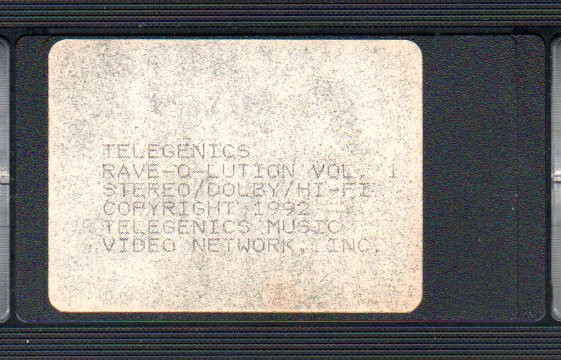 TELEGENICS
RAVE-O-LUTION VOL. 1
STEREO/DOLBY/HI-FI
COPYRIGHT 1992
TELEGENICS MUSIC
VIDEO NETWORK, INC.